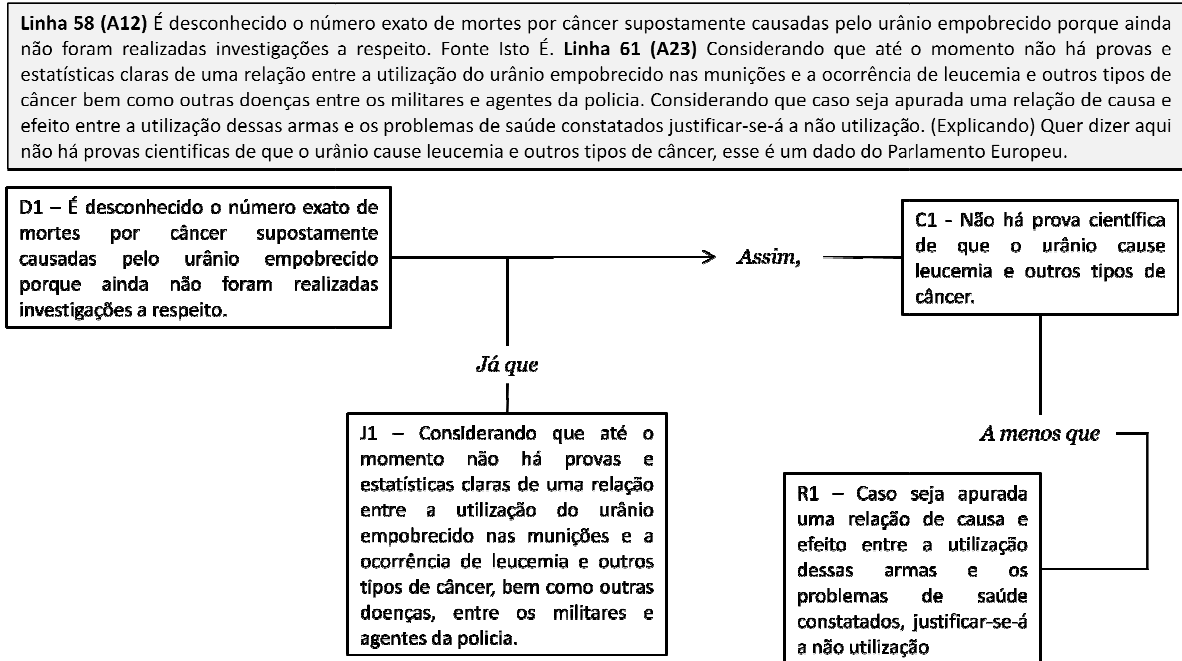 Linha 58 (A12) É desconhecido o número exato de mortes por câncer supostamente causadas pelo urânio empobrecido porque ainda
não foram realizadas investigações a respeito. Fonte Isto É. Linha 61 (A23) Considerando que até o momento não há provas e
estatísticas claras de uma relação entre a utilização do urânio empobrecido nas munições e a ocorrência de leucemia e outros tipos de
câncer bem como outras doenças entre os militares e agentes da policia. Considerando que caso seja apurada uma relação de causa e
efeito entre a utilização dessas armas e os problemas de saúde constatados justificar-se-á a não utilização. (Explicando) Quer dizer aqui
não há provas cientificas de que o urânio cause leucemia e outros tipos de câncer, esse é um dado do Parlamento Europeu.
D1 – É desconhecido o número exato de
mortes por câncer supostamente
causadas pelo urânio empobrecido
porque ainda não foram realizadas
investigações a respeito.
Assim,
C1 - Não há prova científica
de que o urânio cause
leucemia e outros tipos de
câncer.
Já que
J1 – Considerando que até o
momento não há provas e
estatísticas claras de uma relação
entre a utilização do urânio
empobrecido nas munições e a
ocorrência de leucemia e outros
tipos de câncer, bem como outras
doenças, entre os militares e
agentes da policia.
A menos que
R1 – Caso seja apurada
uma relação de causa e
efeito entre a utilização
dessas armas e os
problemas de saúde
constatados, justificar-se-á
a não utilização